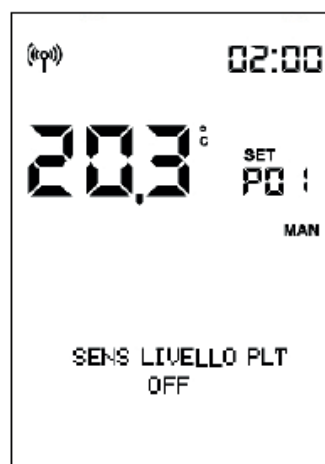 02:00
20,3 °C
SET
P01
MAN
SENS LIVELLO PLT
OFF